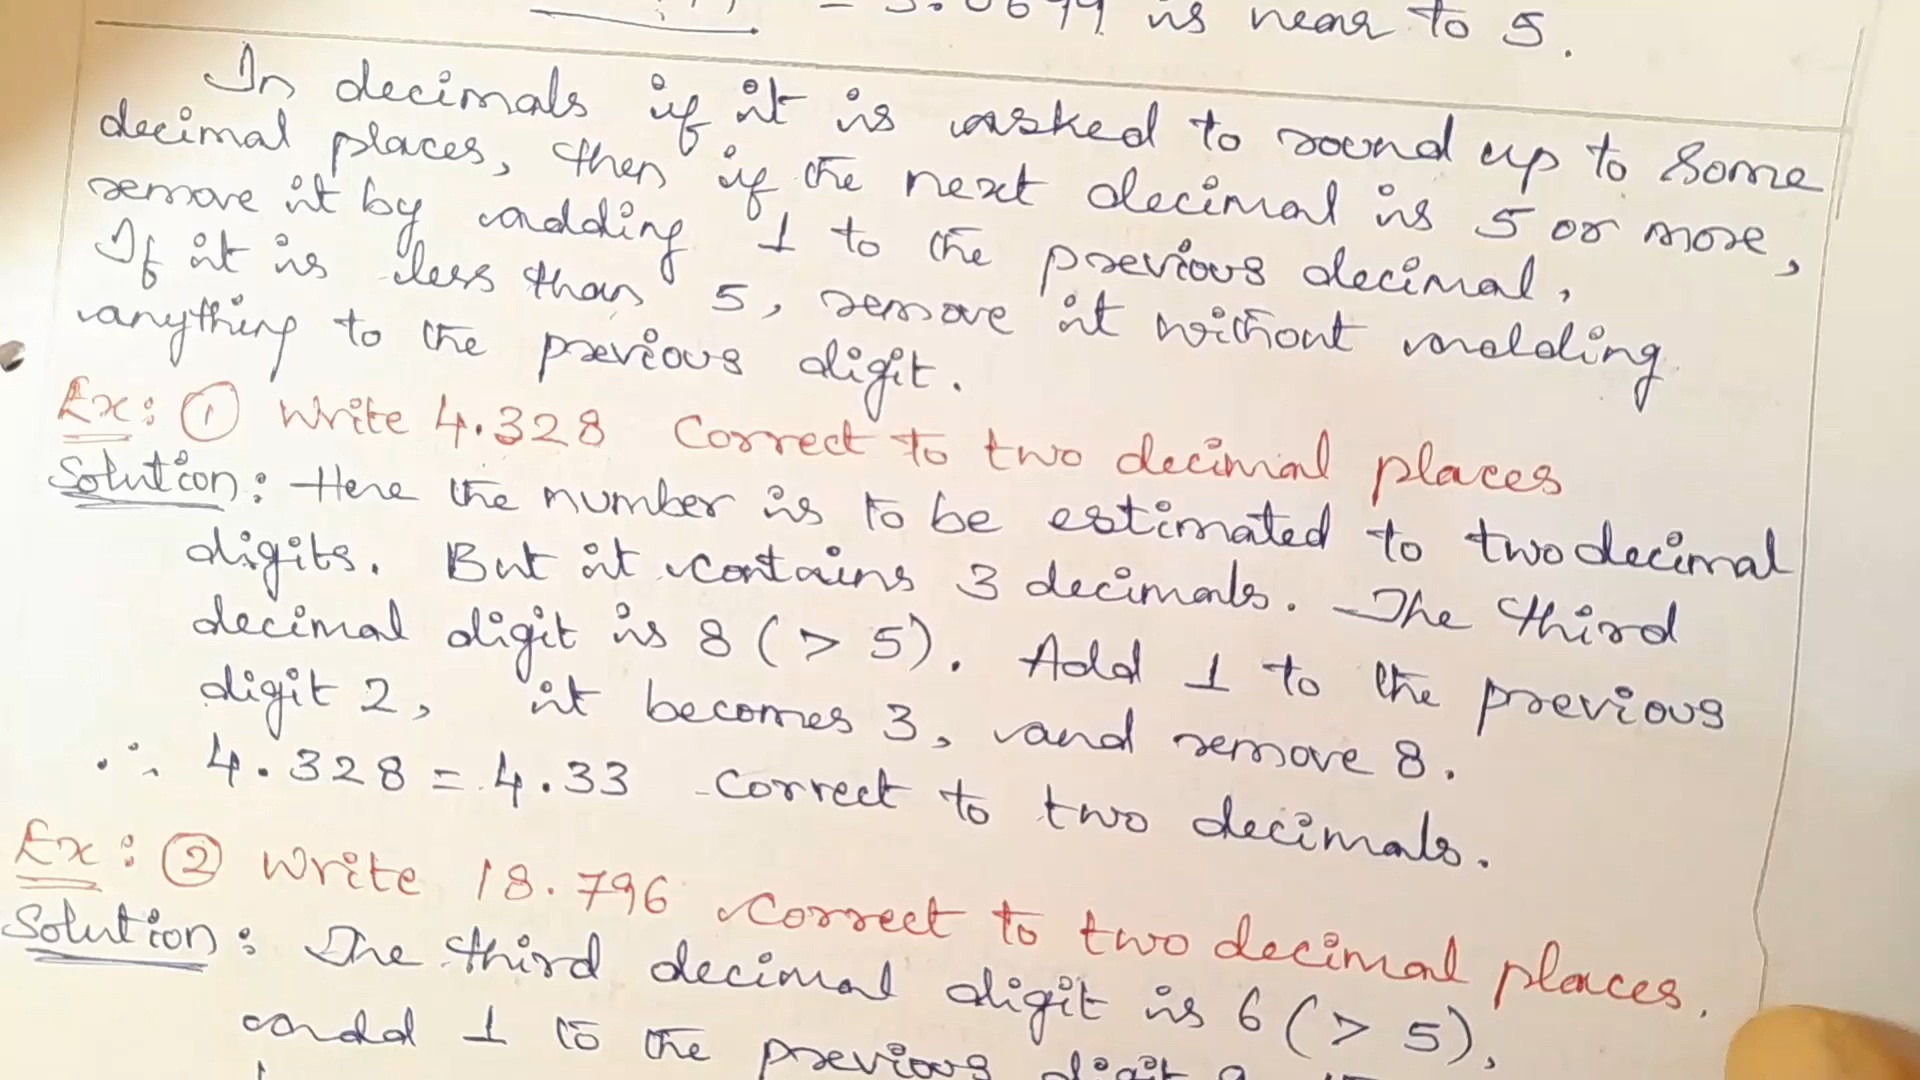 is near to 5.
In decimals if it is asked to round up to some
decimal places, then if the next decimal is 5 or more,
remove it by adding 1 to the previous decimal.
If it is less than 5, remove it without adding
anything to the previous digit.
Ex: ① Write 4.328 Correct to two decimal places
Solution: Here the number is to be estimated to two decimal
digits. But it contains 3 decimals. The third
decimal digit is 8 (> 5). Add 1 to the previous
digit 2, it becomes 3, and remove 8.
∴ 4.328 = 4.33 correct to two decimals.
Ex: ② Write 18.796 correct to two decimal places.
Solution: The third decimal digit is 6 (> 5),
add 1 to the previous digit